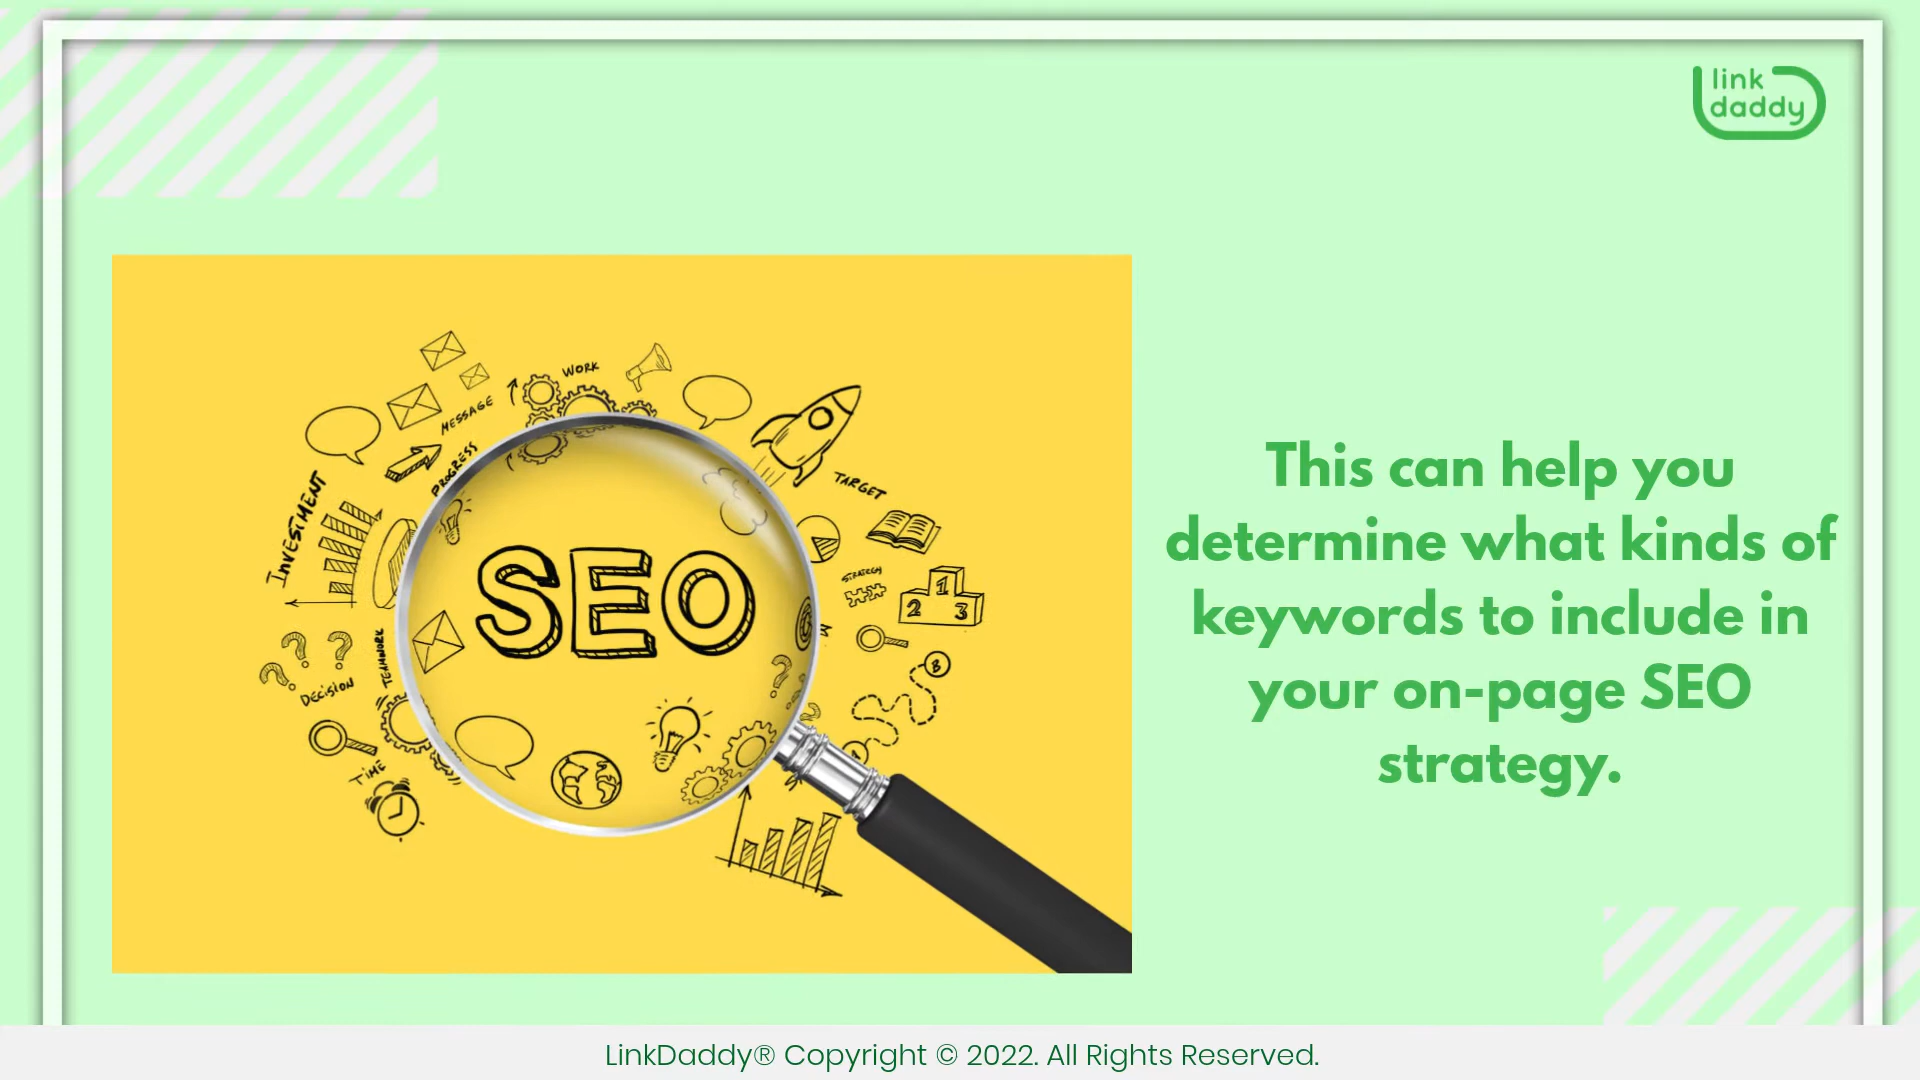 link
daddy
WORK
MESSAGE
PROGRESS
TARGET
INVESTMENT
STRATEGY
1
2 3
SEO
TEAMWORK
B
DECISION
TIME
This can help you
determine what kinds of
keywords to include in
your on-page SEO
strategy.
LinkDaddy® Copyright © 2022. All Rights Reserved.